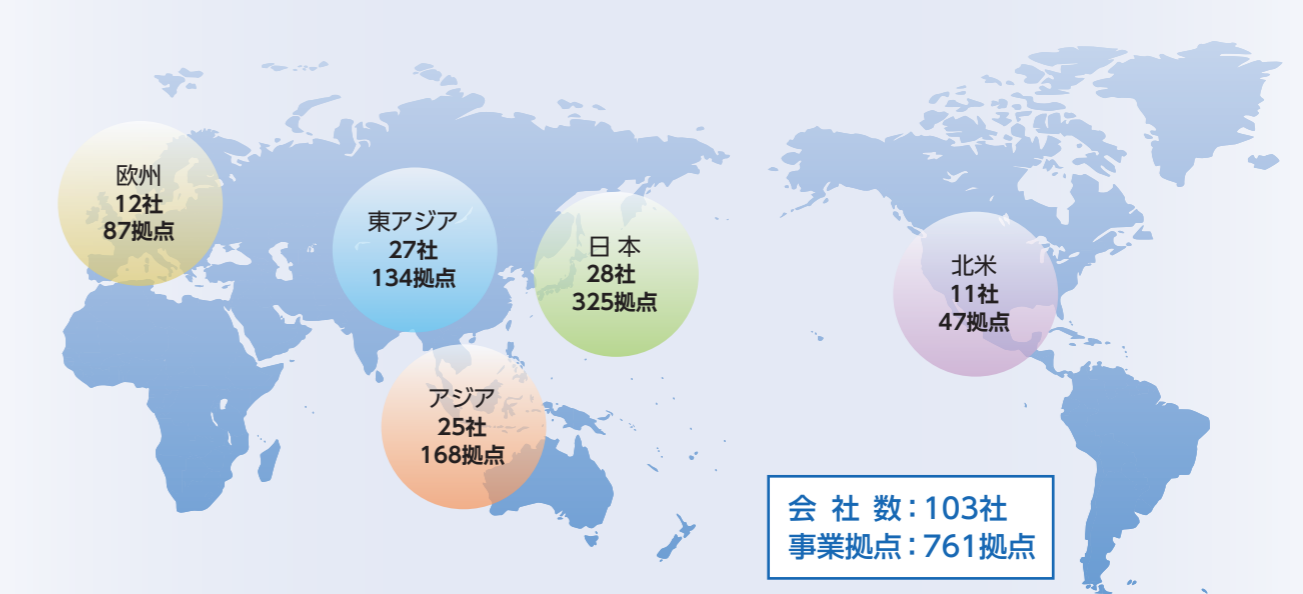 欧州
12社
87拠点
東アジア
27社
134拠点
日 本
28社
325拠点
北米
11社
47拠点
アジア
25社
168拠点
会 社 数：103社
事業拠点：761拠点